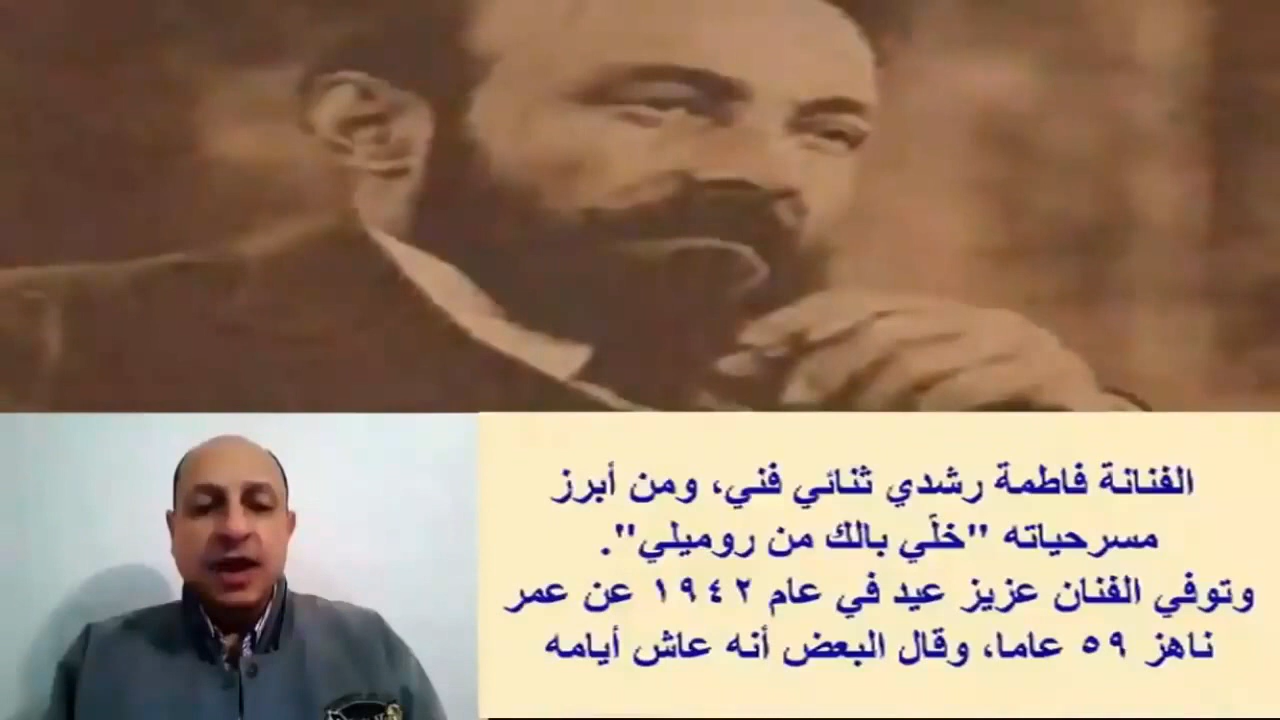 الفنانة فاطمة رشدي ثنائي فني، ومن أبرز
مسرحياته "خلّي بالك من روميلي".
وتوفي الفنان عزيز عيد في عام ١٩٤٢ عن عمر
ناهز ٥٩ عاما، وقال البعض أنه عاش أيامه